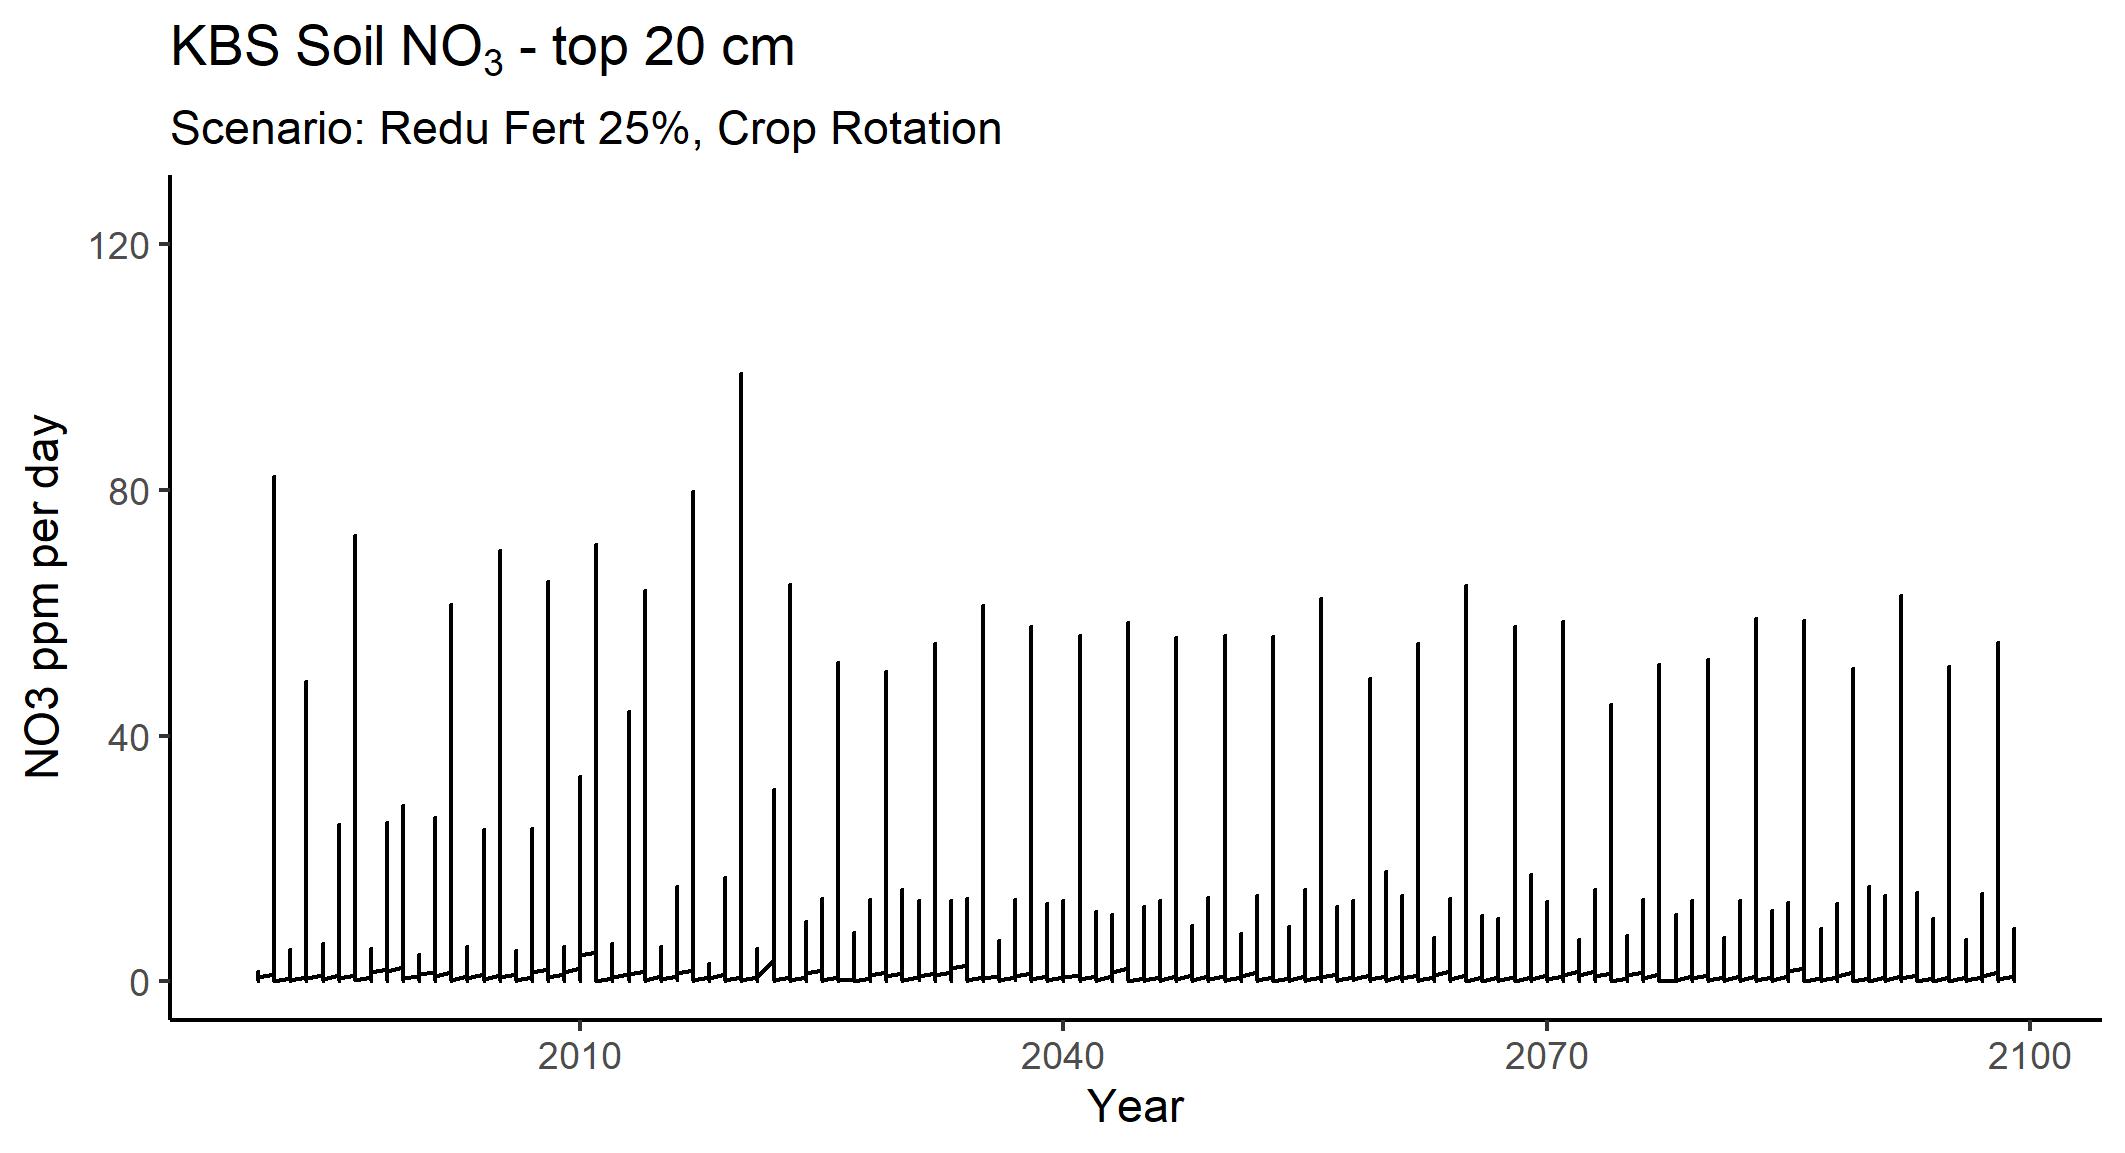 KBS Soil NO₃ - top 20 cm
Scenario: Redu Fert 25%, Crop Rotation
NO3 ppm per day
120
80
40
0
2010 2040 2070 2100
Year